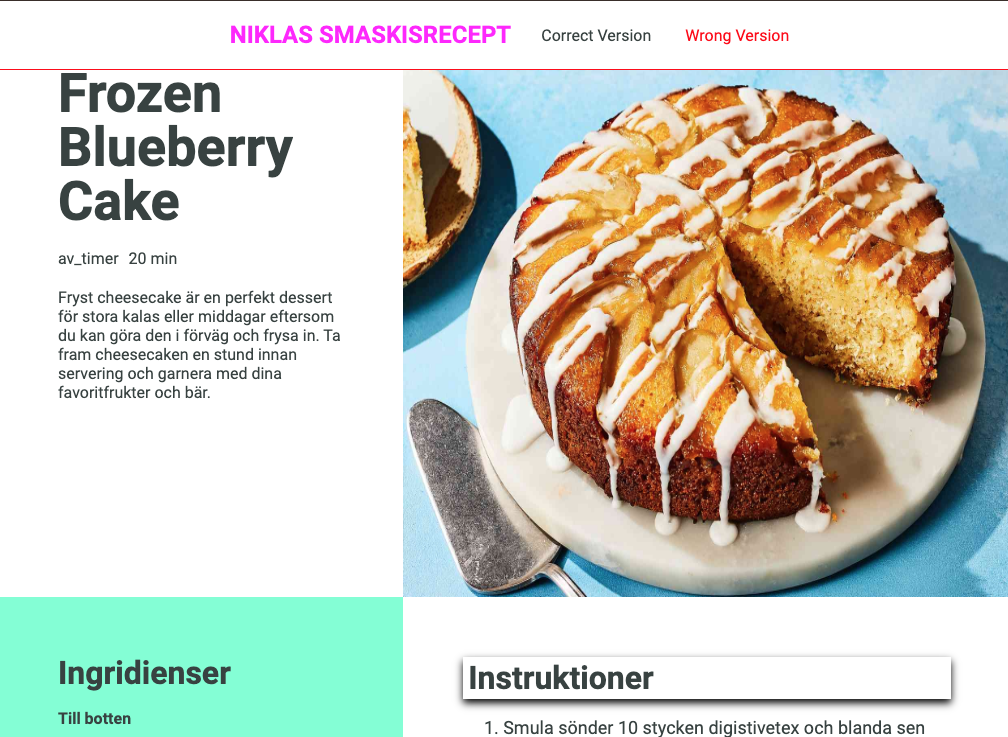 NIKLAS SMASKISRECEPT Correct Version Wrong Version
Frozen
Blueberry
Cake
av_timer 20 min
Fryst cheesecake är en perfekt dessert
för stora kalas eller middagar eftersom
du kan göra den i förväg och frysa in. Ta
fram cheesecaken en stund innan
servering och garnera med dina
favoritfrukter och bär.
Ingridienser
Till botten
Instruktioner
1. Smula sönder 10 stycken digistivetex och blanda sen